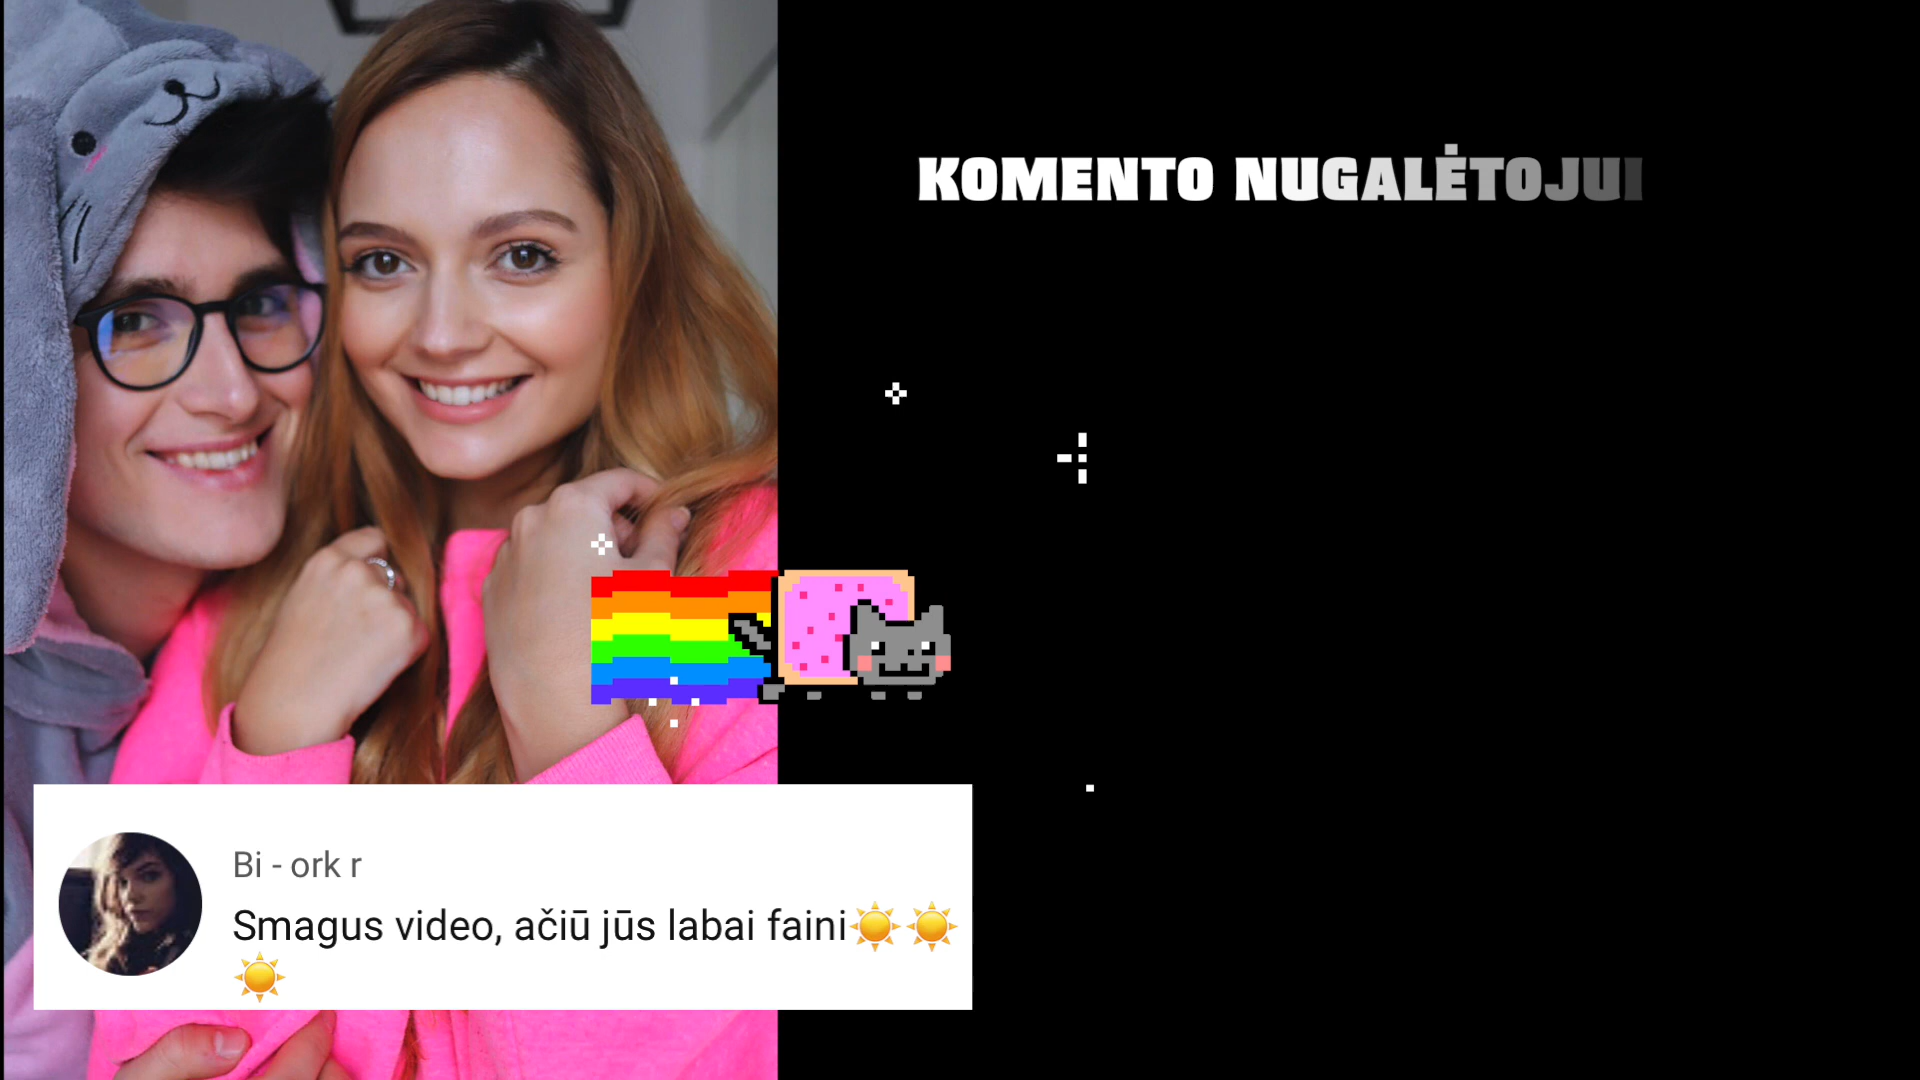 KOMENTO NUGALĖTOJUI
Bi - ork r
Smagus video, ačiū jūs labai faini☀️☀️
☀️